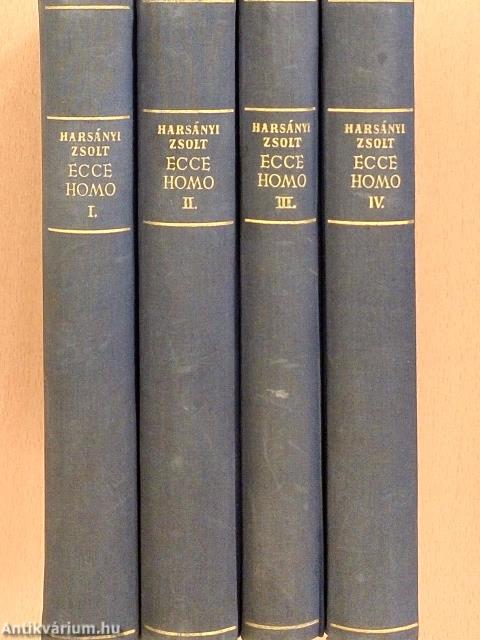 HARSÁNYI
ZSOLT
ECCE
HOMO
I.
HARSÁNYI
ZSOLT
ECCE
HOMO
II.
HARSÁNYI
ZSOLT
ECCE
HOMO
III.
HARSÁNYI
ZSOLT
ECCE
HOMO
IV.
Antikvárium.hu